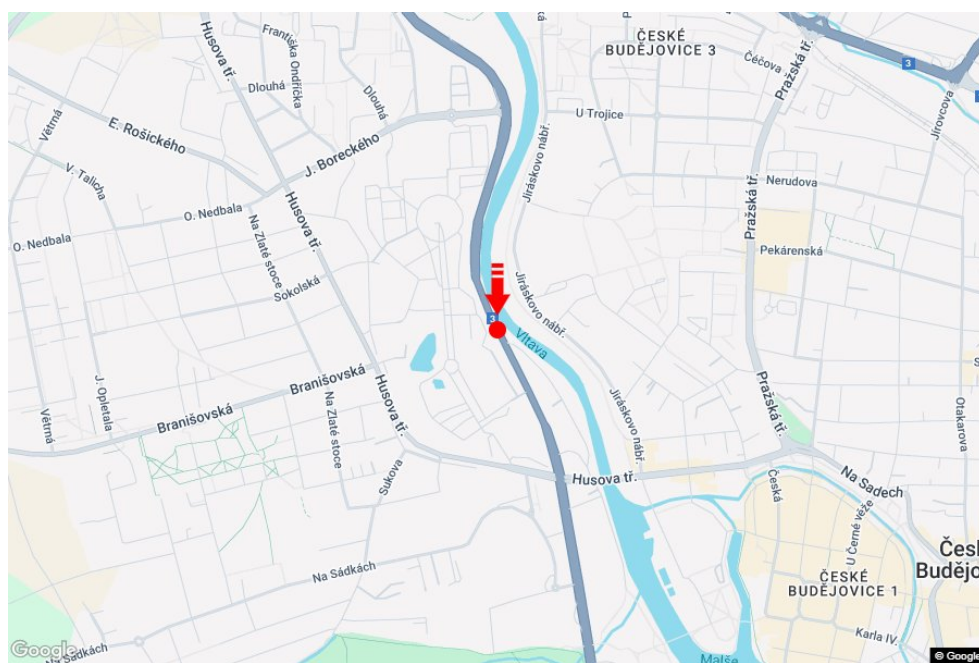 Husova tř.
Františka Ondříčka
Dlouhá
Dlouhá
Větrná
E. Rošického
J. Boreckého
V. Talicha
O. Nedbala
O. Nedbala
Na Zlaté stoce
Husova tř.
Sokolská
Branišovská
Branišovská
J. Opletala
Větrná
Na Zlaté stoce
Husova tř.
Sukova
Na Sádkách
Na Sádkách
ČESKÉ
BUDĚJOVICE 3
Čéčova
Pražská tř.
3
Jírovcova
U Trojice
Jiráskovo nábř.
Nerudova
Pražská tř.
Pekárenská
Jiráskovo nábř.
3
Vltava
Jiráskovo nábř.
Pražská tř.
Otakarova
Husova tř.
Česká
Na Sadech
U Černé věže
Česk
Budějo
ČESKÉ
BUDĚJOVICE 1
Karla IV.
Malše
Google
© Google